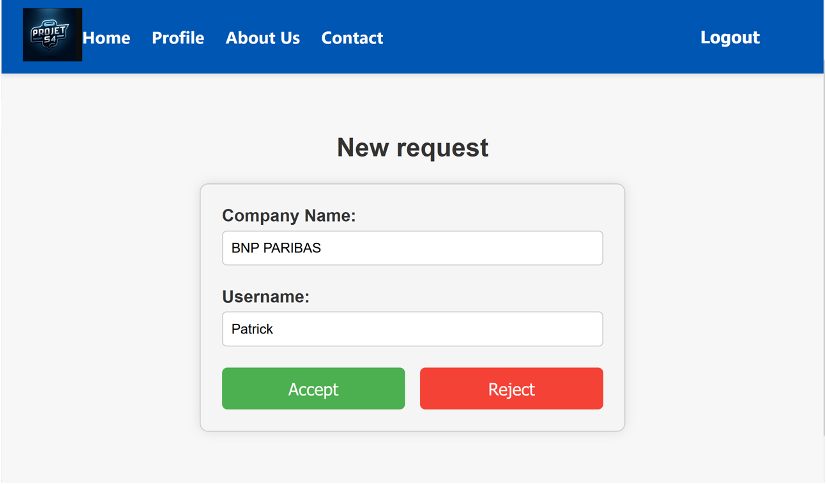 PROJET
S4
Home Profile About Us Contact Logout
New request
Company Name:
BNP PARIBAS
Username:
Patrick
Accept Reject